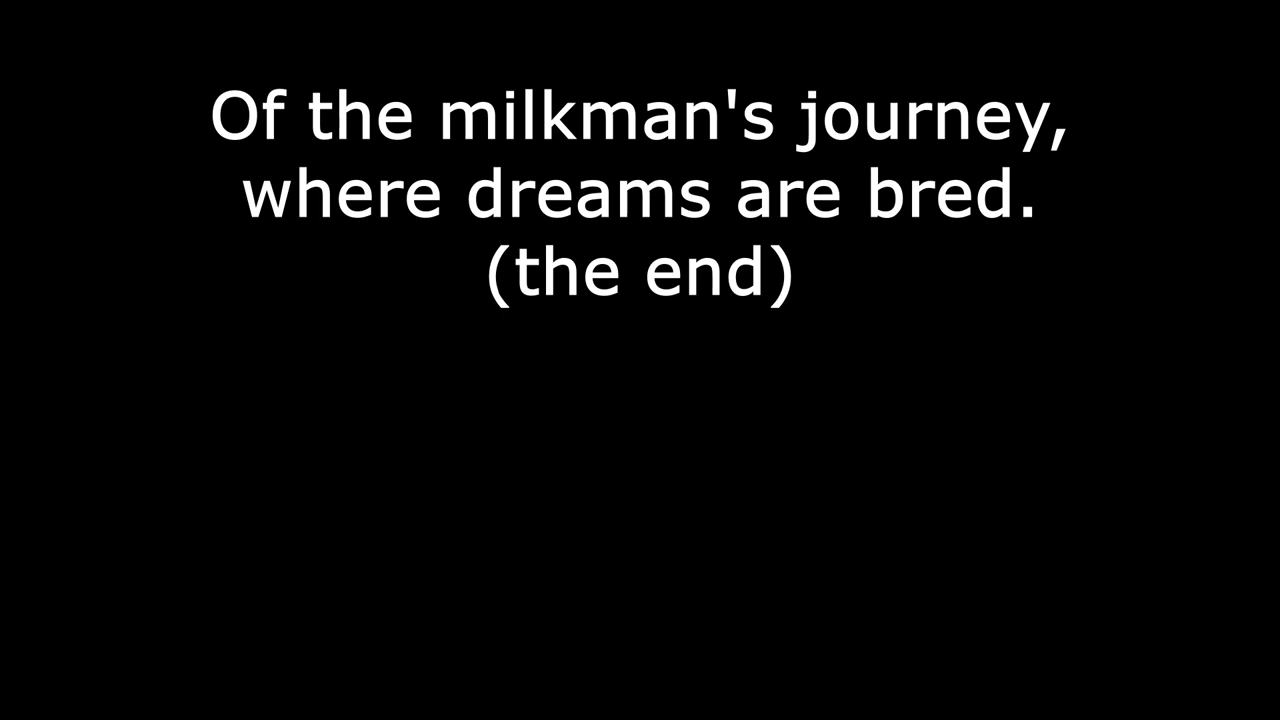 Of the milkman's journey,
where dreams are bred.
(the end)